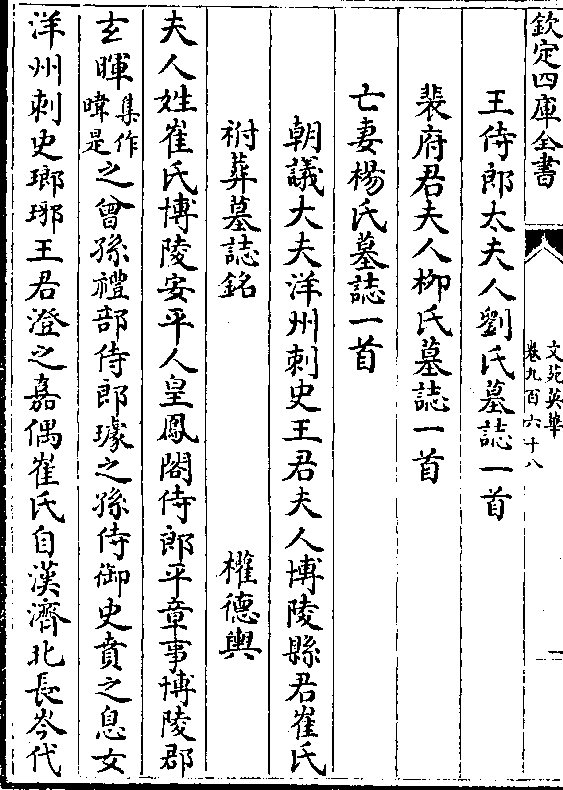 欽定四庫全書
文苑英華
卷九百六十八
一
王侍郎太夫人劉氏墓誌一首
裴府君夫人柳氏墓誌一首
亡妻楊氏墓誌一首
朝議大夫洋州刺史王君夫人博陵縣君崔氏
祔葬墓誌銘 權德輿
夫人姓崔氏博陵安平人皇鳳閣侍郎平章事博陵郡
玄暐集作暐是之曾孫禮部侍郎璩之孫侍御史賁之息女
洋州刺史瑯琊王君澄之嘉偶崔氏自漢濟北長岑代